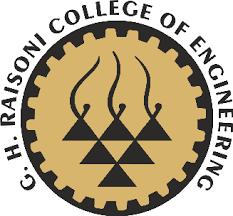 G. H. RAISONI COLLEGE OF ENGINEERING